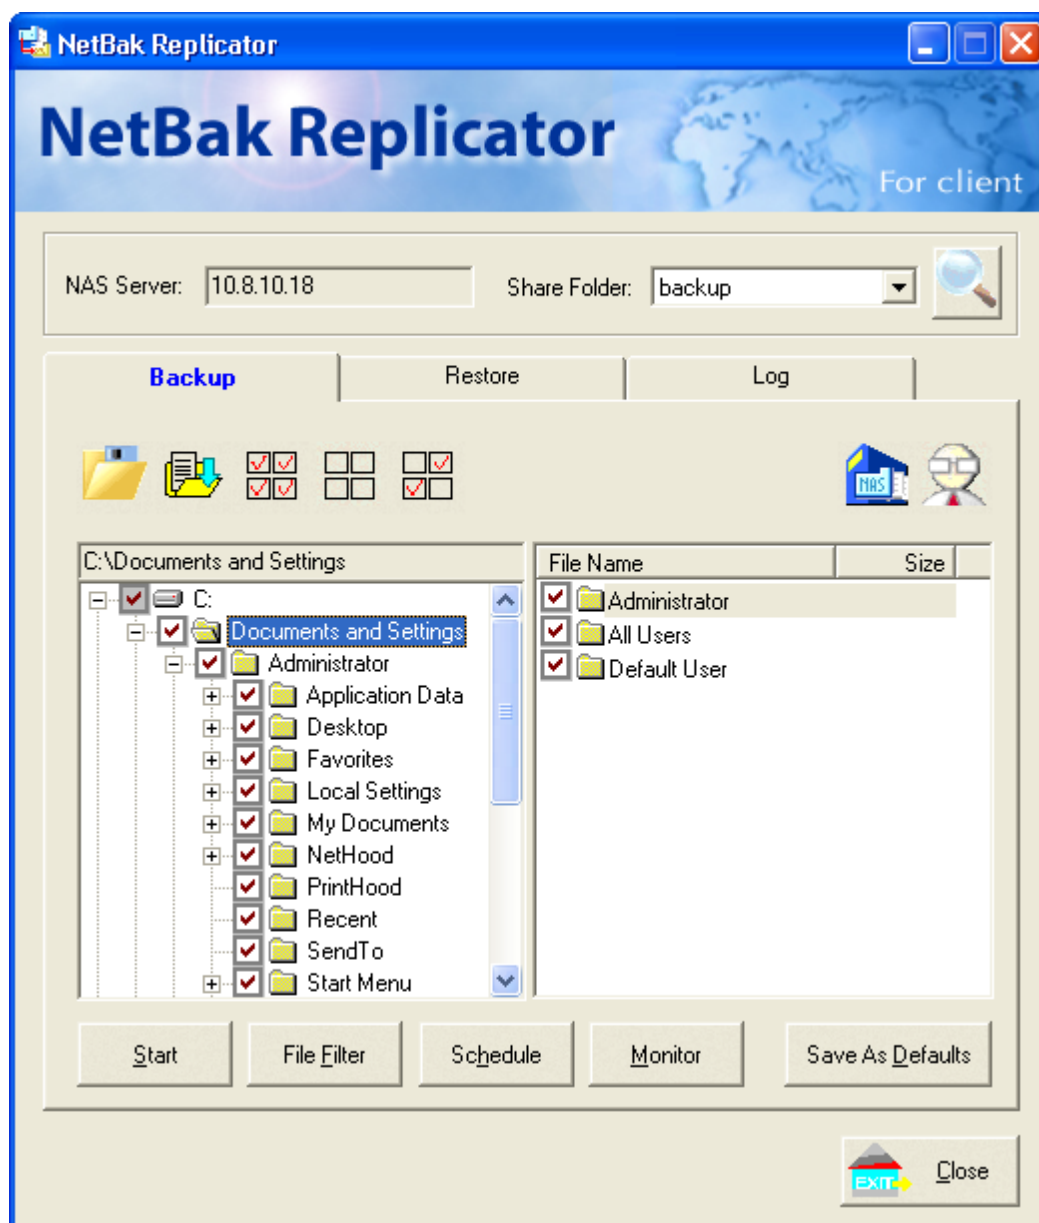 NetBak Replicator
NetBak Replicator
For client
NAS Server: 10.8.10.18 Share Folder: backup
Backup Restore Log
NAS
C:\Documents and Settings
File Name Size
C:
Documents and Settings
Administrator
Application Data
Desktop
Favorites
Local Settings
My Documents
NetHood
PrintHood
Recent
SendTo
Start Menu
Administrator
All Users
Default User
Start File Filter Schedule Monitor Save As Defaults
EXIT Close